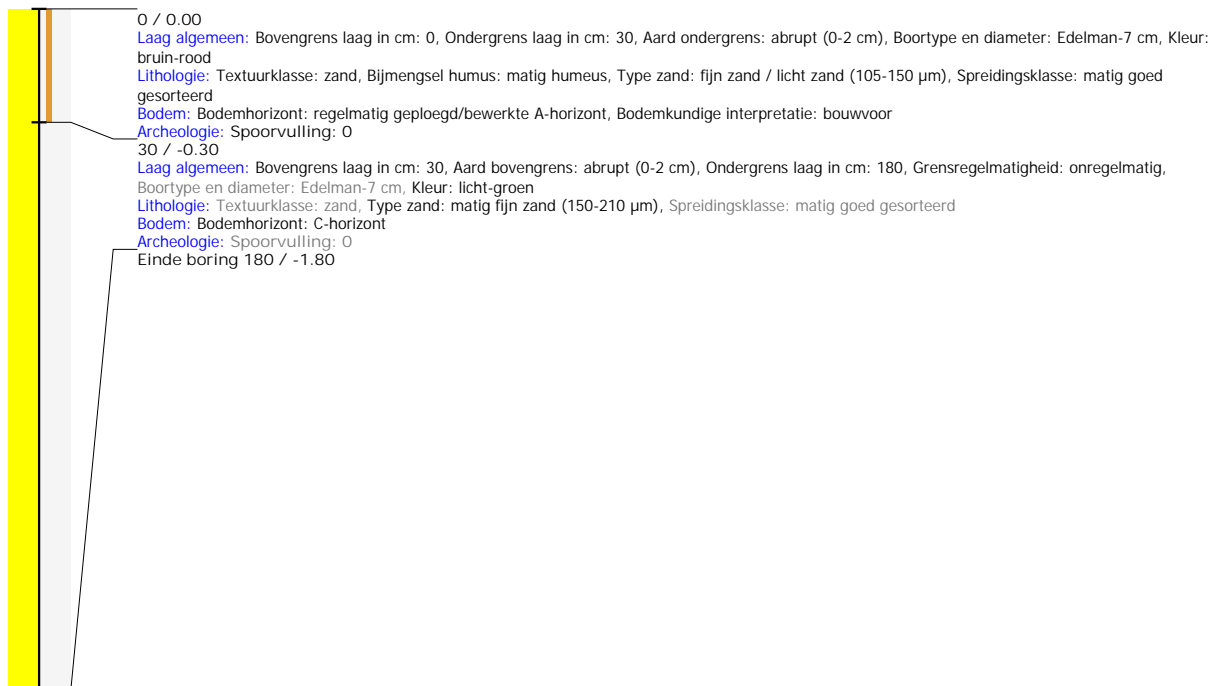 0 / 0.00
Laag algemeen: Bovengrens laag in cm: 0, Ondergrens laag in cm: 30, Aard ondergrens: abrupt (0-2 cm), Boortype en diameter: Edelman-7 cm, Kleur:
bruin-rood
Lithologie: Textuurklasse: zand, Bijmengsel humus: matig humeus, Type zand: fijn zand / licht zand (105-150 µm), Spreidingsklasse: matig goed
gesorteerd
Bodem: Bodemhorizont: regelmatig geploegd/bewerkte A-horizont, Bodemkundige interpretatie: bouwvoor
Archeologie: Spoorvulling: 0
30 / -0.30
Laag algemeen: Bovengrens laag in cm: 30, Aard bovengrens: abrupt (0-2 cm), Ondergrens laag in cm: 180, Grensregelmatigheid: onregelmatig,
Boortype en diameter: Edelman-7 cm, Kleur: licht-groen
Lithologie: Textuurklasse: zand, Type zand: matig fijn zand (150-210 µm), Spreidingsklasse: matig goed gesorteerd
Bodem: Bodemhorizont: C-horizont
Archeologie: Spoorvulling: 0
Einde boring 180 / -1.80